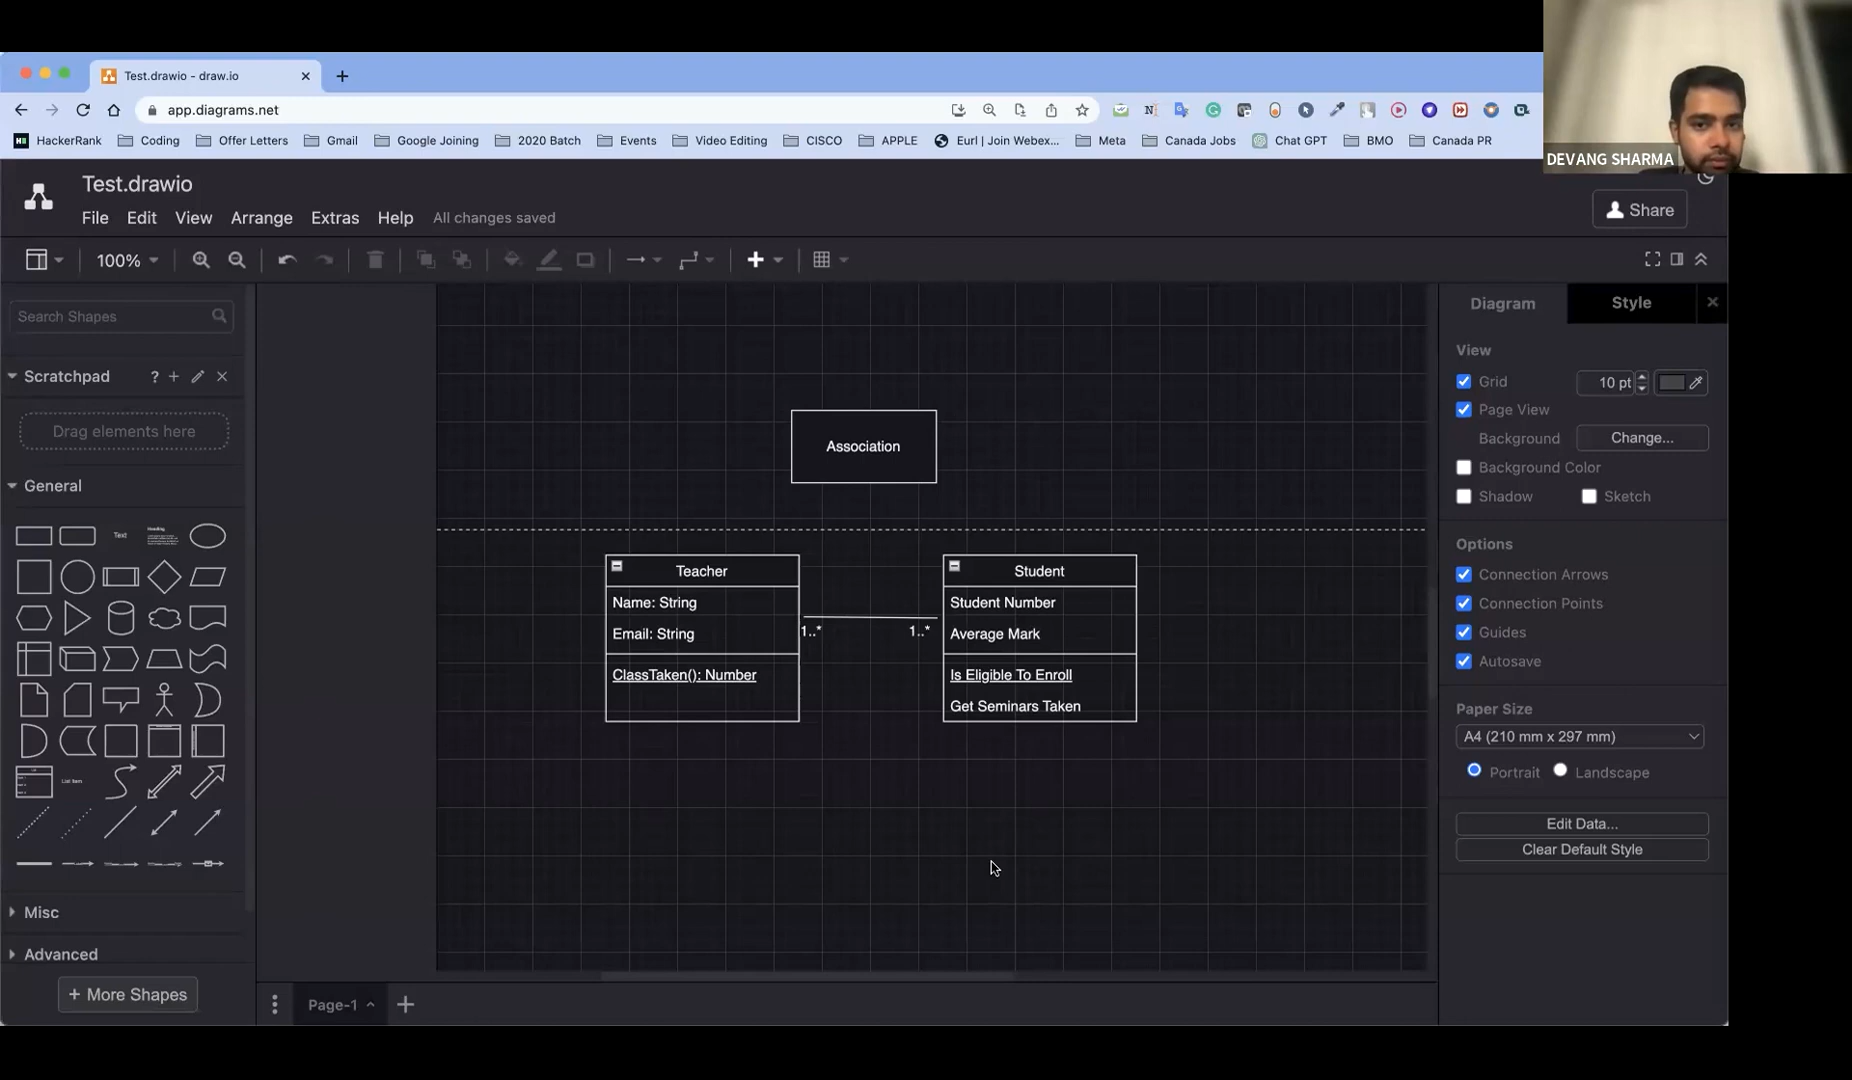 Test.drawio - draw.io
app.diagrams.net
HackerRank Coding Offer Letters Gmail Google Joining 2020 Batch Events Video Editing CISCO APPLE Eurl | Join Webex... Meta Canada Jobs Chat GPT BMO Canada PR
DEVANG SHARMA
Test.drawio
File Edit View Arrange Extras Help All changes saved
Share
100%
Search Shapes
Scratchpad ?
Drag elements here
General
Text Heading
List Item
Misc
Advanced
+ More Shapes
Association
Teacher
Name: String
Email: String
ClassTaken(): Number
1..* 1..*
Student
Student Number
Average Mark
Is Eligible To Enroll
Get Seminars Taken
Page-1
Diagram Style
View
Grid 10 pt
Page View
Background Change...
Background Color
Shadow Sketch
Options
Connection Arrows
Connection Points
Guides
Autosave
Paper Size
A4 (210 mm x 297 mm)
Portrait Landscape
Edit Data...
Clear Default Style